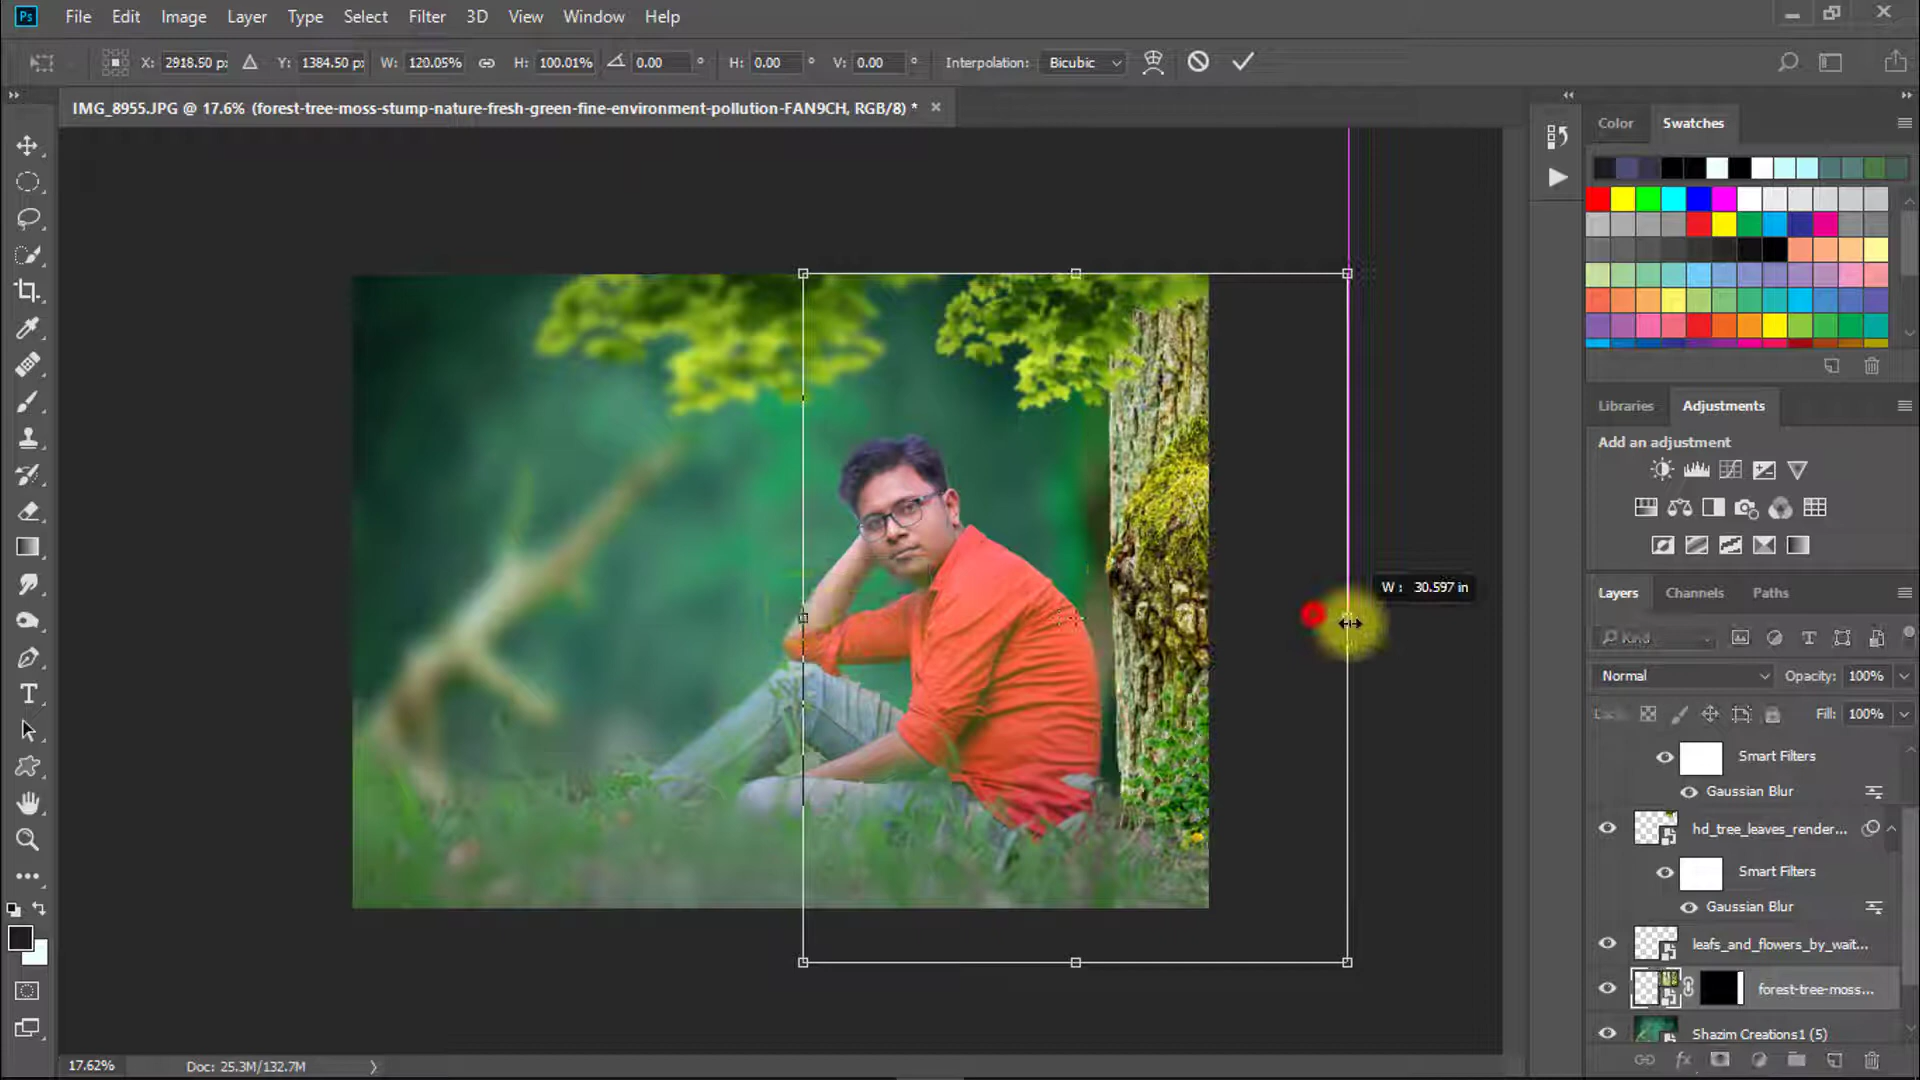 Ps File Edit Image Layer Type Select Filter 3D View Window Help
X: 2918.50 px Y: 1384.50 px W: 120.05% H: 100.01% 0.00 ° H: 0.00 ° V: 0.00 ° Interpolation: Bicubic
IMG_8955.JPG @ 17.6% (forest-tree-moss-stump-nature-fresh-green-fine-environment-pollution-FAN9CH, RGB/8) *
Color Swatches
Libraries Adjustments
Add an adjustment
W : 30.597 in
Layers Channels Paths
Kind
Normal Opacity: 100%
Lock: Fill: 100%
Smart Filters
Gaussian Blur
hd_tree_leaves_render...
Smart Filters
Gaussian Blur
leafs_and_flowers_by_wait...
forest-tree-moss...
Shazim Creations1 (5)
17.62% Doc: 25.3M/132.7M